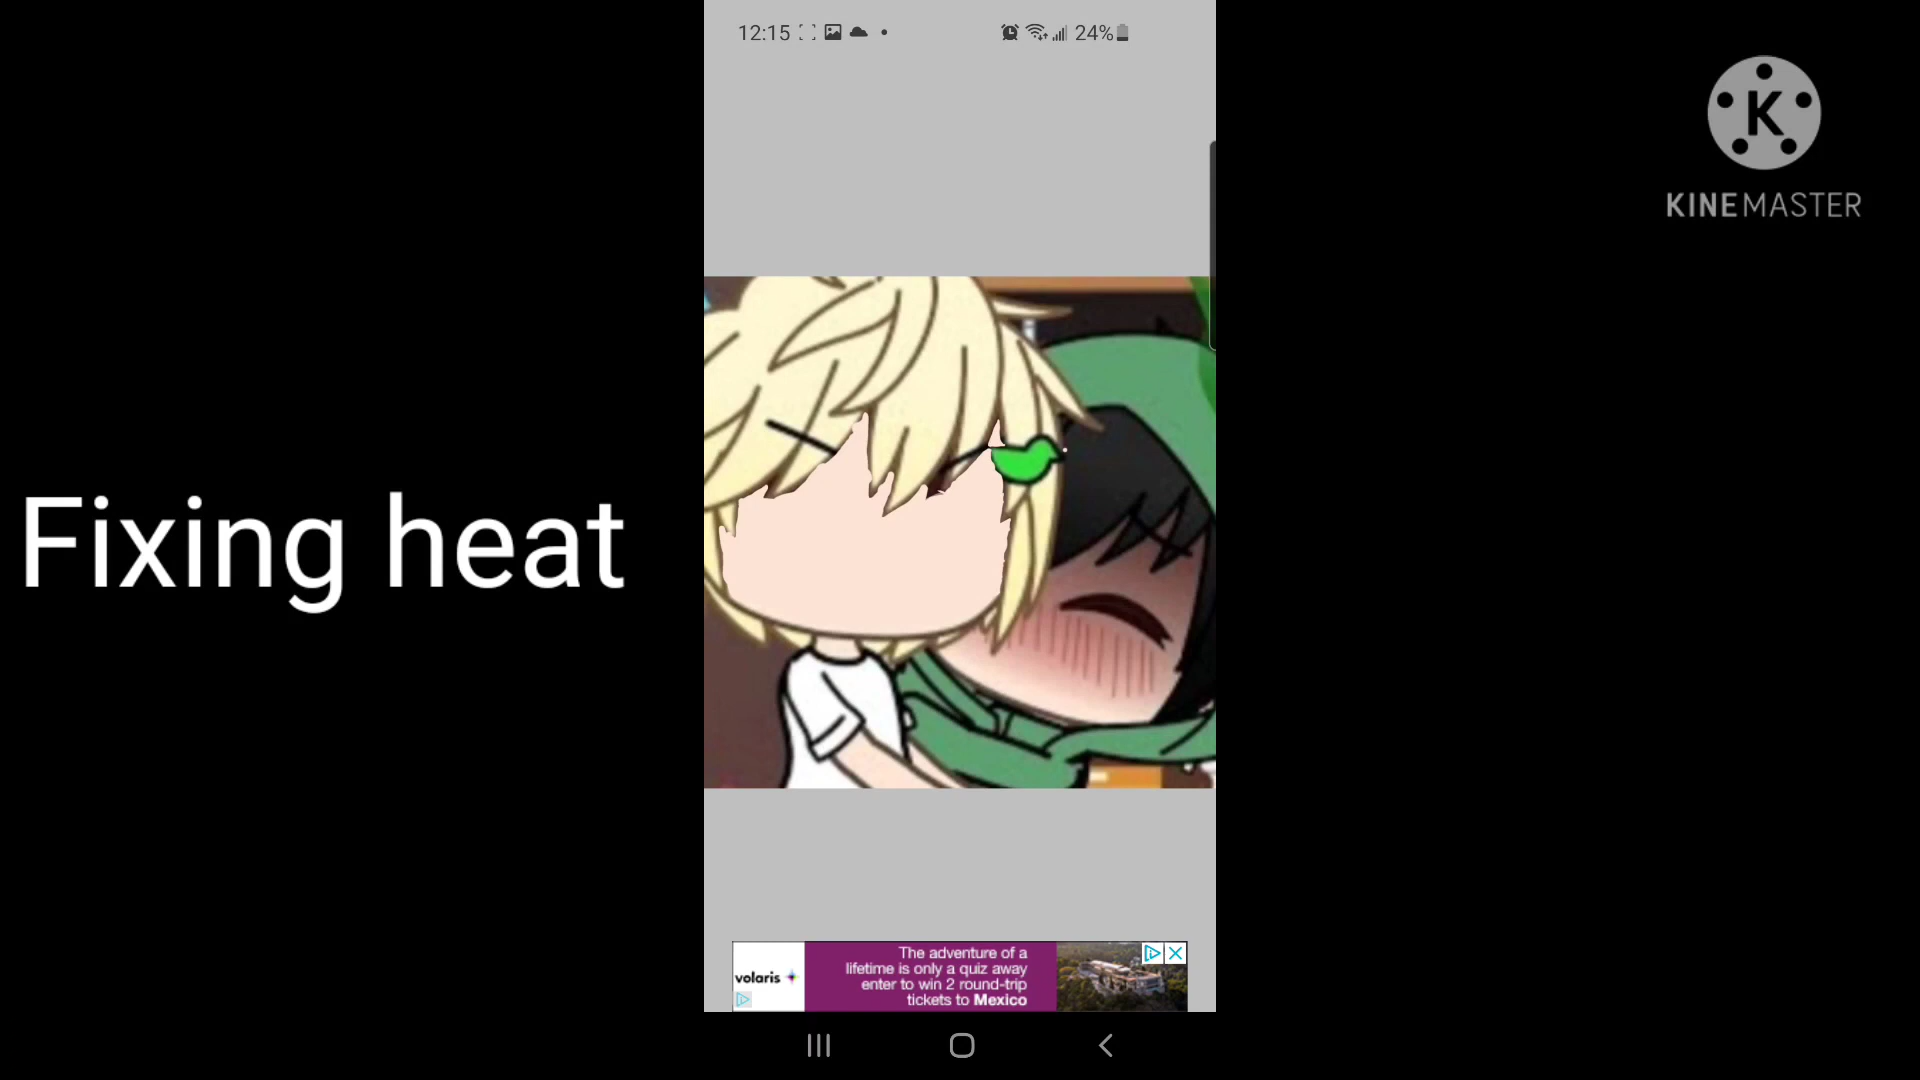 12:15
24%
K
KINEMASTER
Fixing heat
volaris
The adventure of a
lifetime is only a quiz away
enter to win 2 round-trip
tickets to Mexico